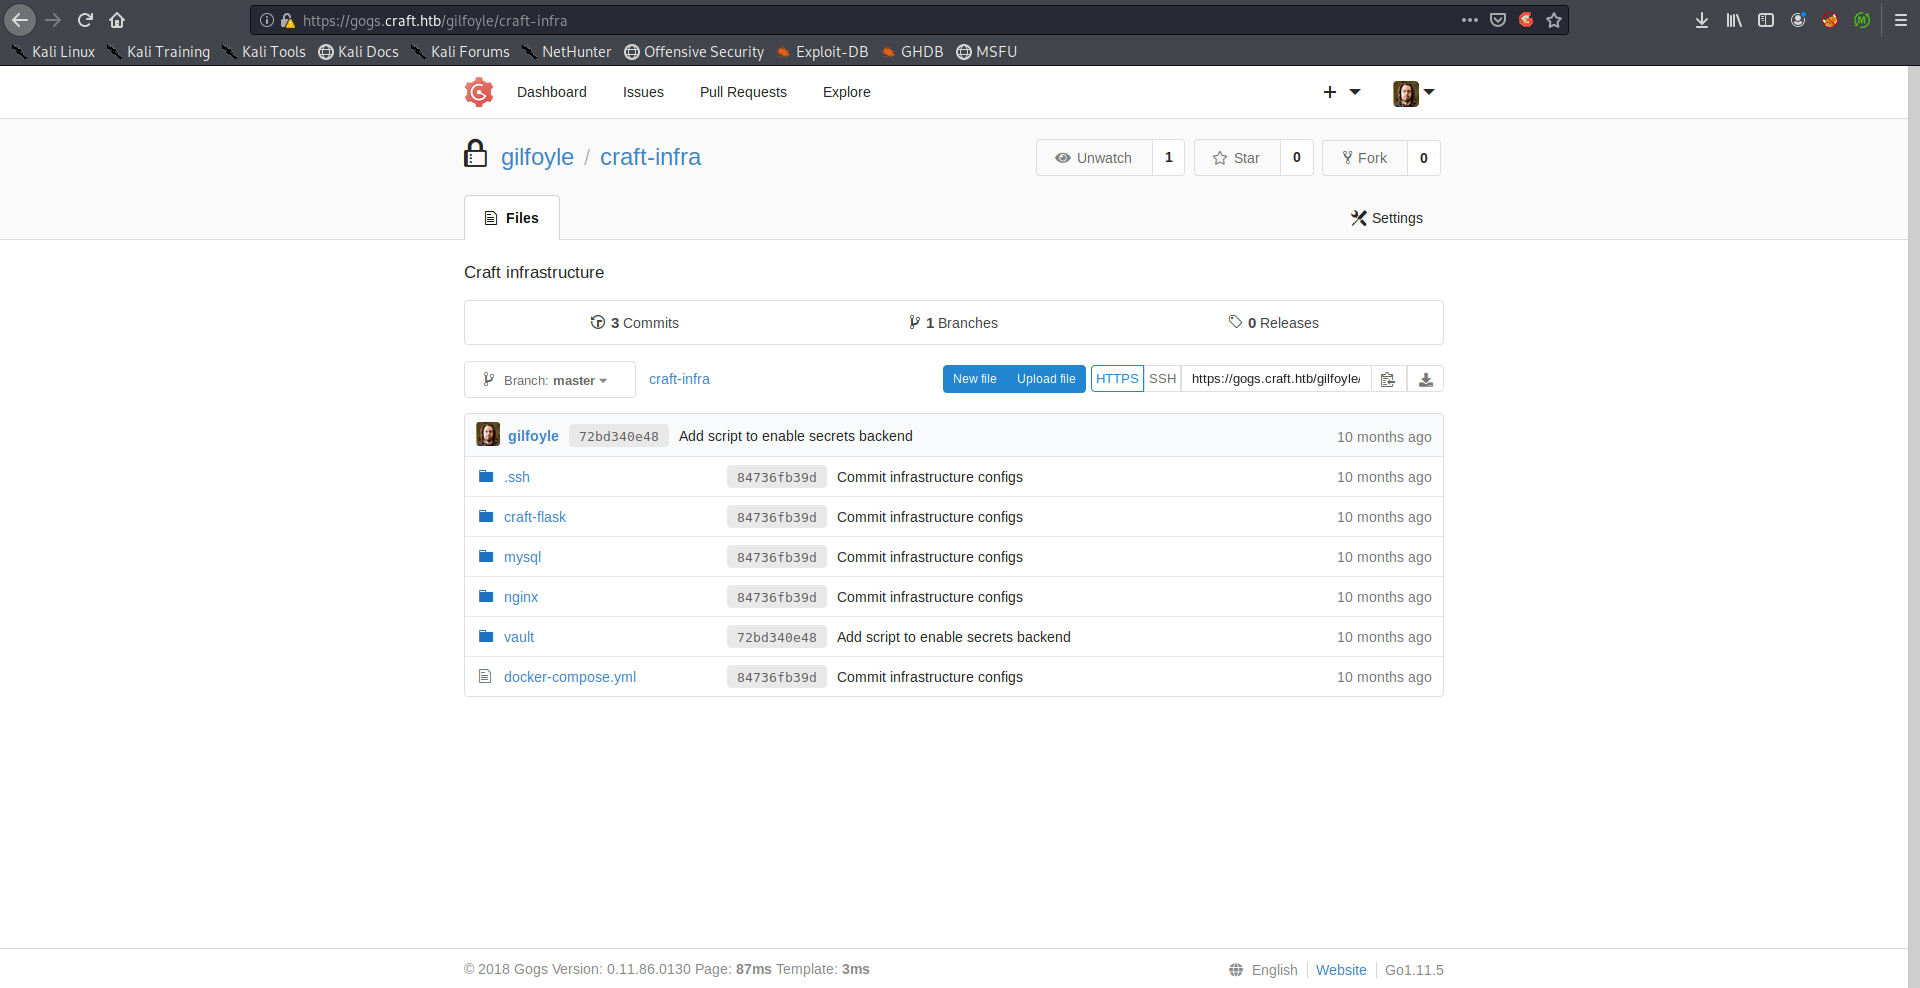 https://gogs.craft.htb/gilfoyle/craft-infra
Kali Linux Kali Training Kali Tools Kali Docs Kali Forums NetHunter Offensive Security Exploit-DB GHDB MSFU
Dashboard Issues Pull Requests Explore
gilfoyle / craft-infra Unwatch 1 Star 0 Fork 0
Files Settings
Craft infrastructure
3 Commits 1 Branches 0 Releases
Branch: master craft-infra New file Upload file HTTPS SSH https://gogs.craft.htb/gilfoyle/
gilfoyle 72bd340e48 Add script to enable secrets backend 10 months ago
.ssh 84736fb39d Commit infrastructure configs 10 months ago
craft-flask 84736fb39d Commit infrastructure configs 10 months ago
mysql 84736fb39d Commit infrastructure configs 10 months ago
nginx 84736fb39d Commit infrastructure configs 10 months ago
vault 72bd340e48 Add script to enable secrets backend 10 months ago
docker-compose.yml 84736fb39d Commit infrastructure configs 10 months ago
© 2018 Gogs Version: 0.11.86.0130 Page: 87ms Template: 3ms English Website Go1.11.5